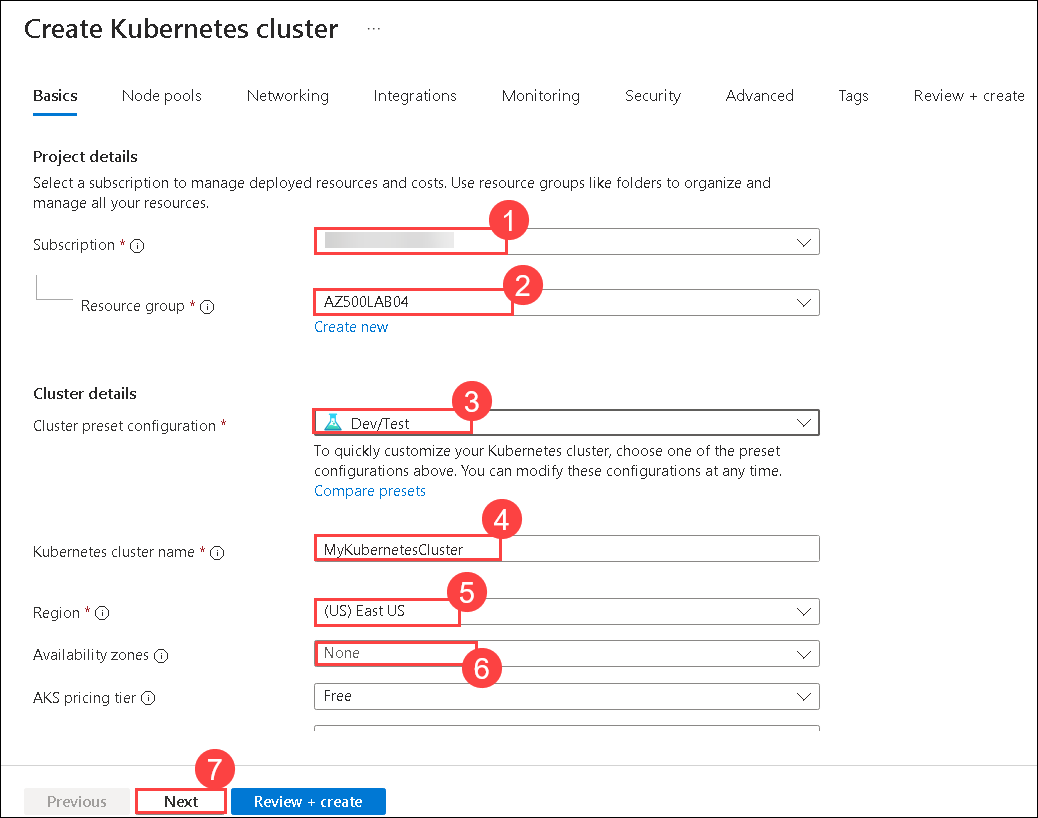 Create Kubernetes cluster ...
Basics Node pools Networking Integrations Monitoring Security Advanced Tags Review + create
Project details
Select a subscription to manage deployed resources and costs. Use resource groups like folders to organize and
manage all your resources.
1
Subscription *
2
Resource group * AZ500LAB04
Create new
Cluster details
3
Cluster preset configuration * Dev/Test
To quickly customize your Kubernetes cluster, choose one of the preset
configurations above. You can modify these configurations at any time.
Compare presets
4
Kubernetes cluster name * MyKubernetesCluster
5
Region * (US) East US
Availability zones None
6
AKS pricing tier Free
7
Previous Next Review + create